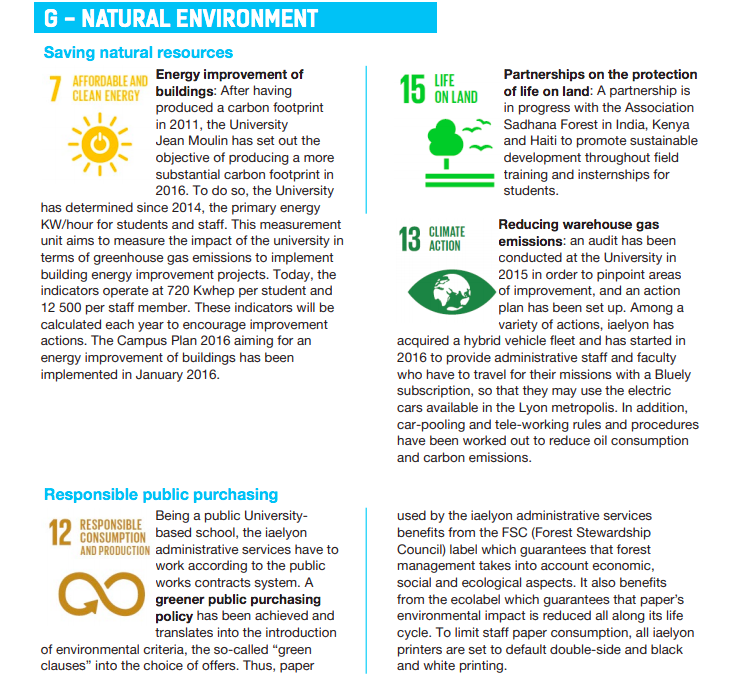 G – NATURAL ENVIRONMENT
Saving natural resources
7 AFFORDABLE AND
CLEAN ENERGY
Energy improvement of
buildings: After having
produced a carbon footprint
in 2011, the University
Jean Moulin has set out the
objective of producing a more
substantial carbon footprint in
2016. To do so, the University
has determined since 2014, the primary energy
KW/hour for students and staff. This measurement
unit aims to measure the impact of the university in
terms of greenhouse gas emissions to implement
building energy improvement projects. Today, the
indicators operate at 720 Kwhep per student and
12 500 per staff member. These indicators will be
calculated each year to encourage improvement
actions. The Campus Plan 2016 aiming for an
energy improvement of buildings has been
implemented in January 2016.
15 LIFE
ON LAND
Partnerships on the protection
of life on land: A partnership is
in progress with the Association
Sadhana Forest in India, Kenya
and Haiti to promote sustainable
development throughout field
training and insternships for
students.
13 CLIMATE
ACTION
Reducing warehouse gas
emissions: an audit has been
conducted at the University in
2015 in order to pinpoint areas
of improvement, and an action
plan has been set up. Among a
variety of actions, iaelyon has
acquired a hybrid vehicle fleet and has started in
2016 to provide administrative staff and faculty
who have to travel for their missions with a Bluely
subscription, so that they may use the electric
cars available in the Lyon metropolis. In addition,
car-pooling and tele-working rules and procedures
have been worked out to reduce oil consumption
and carbon emissions.
Responsible public purchasing
12 RESPONSIBLE
CONSUMPTION
AND PRODUCTION
Being a public University-
based school, the iaelyon
administrative services have to
work according to the public
works contracts system. A
greener public purchasing
policy has been achieved and
translates into the introduction
of environmental criteria, the so-called “green
clauses” into the choice of offers. Thus, paper
used by the iaelyon administrative services
benefits from the FSC (Forest Stewardship
Council) label which guarantees that forest
management takes into account economic,
social and ecological aspects. It also benefits
from the ecolabel which guarantees that paper’s
environmental impact is reduced all along its life
cycle. To limit staff paper consumption, all iaelyon
printers are set to default double-side and black
and white printing.